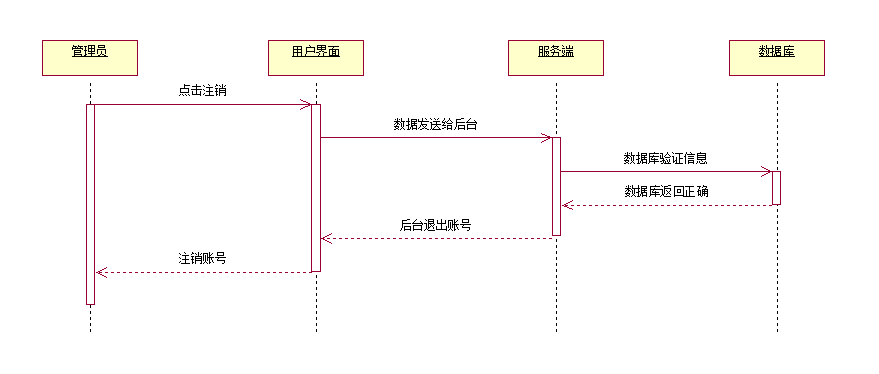 管理员
用户界面
服务端
数据库
点击注销
数据发送给后台
数据库验证信息
数据库返回正确
后台退出账号
注销账号